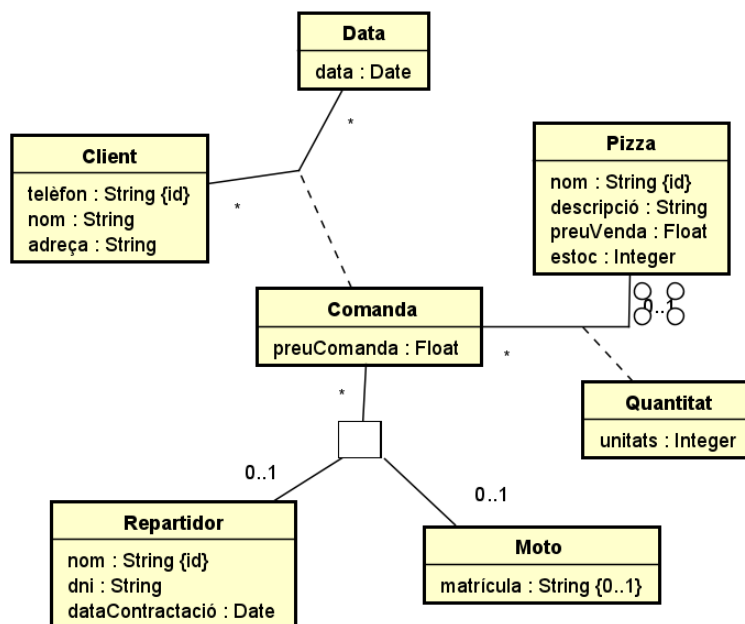 Data
data : Date
*
Client
telèfon : String {id}
nom : String
adreça : String
*
Pizza
nom : String {id}
descripció : String
preuVenda : Float
estoc : Integer
0..1
Comanda
preuComanda : Float
*
*
Quantitat
unitats : Integer
0..1
0..1
Repartidor
nom : String {id}
dni : String
dataContractació : Date
Moto
matrícula : String {0..1}